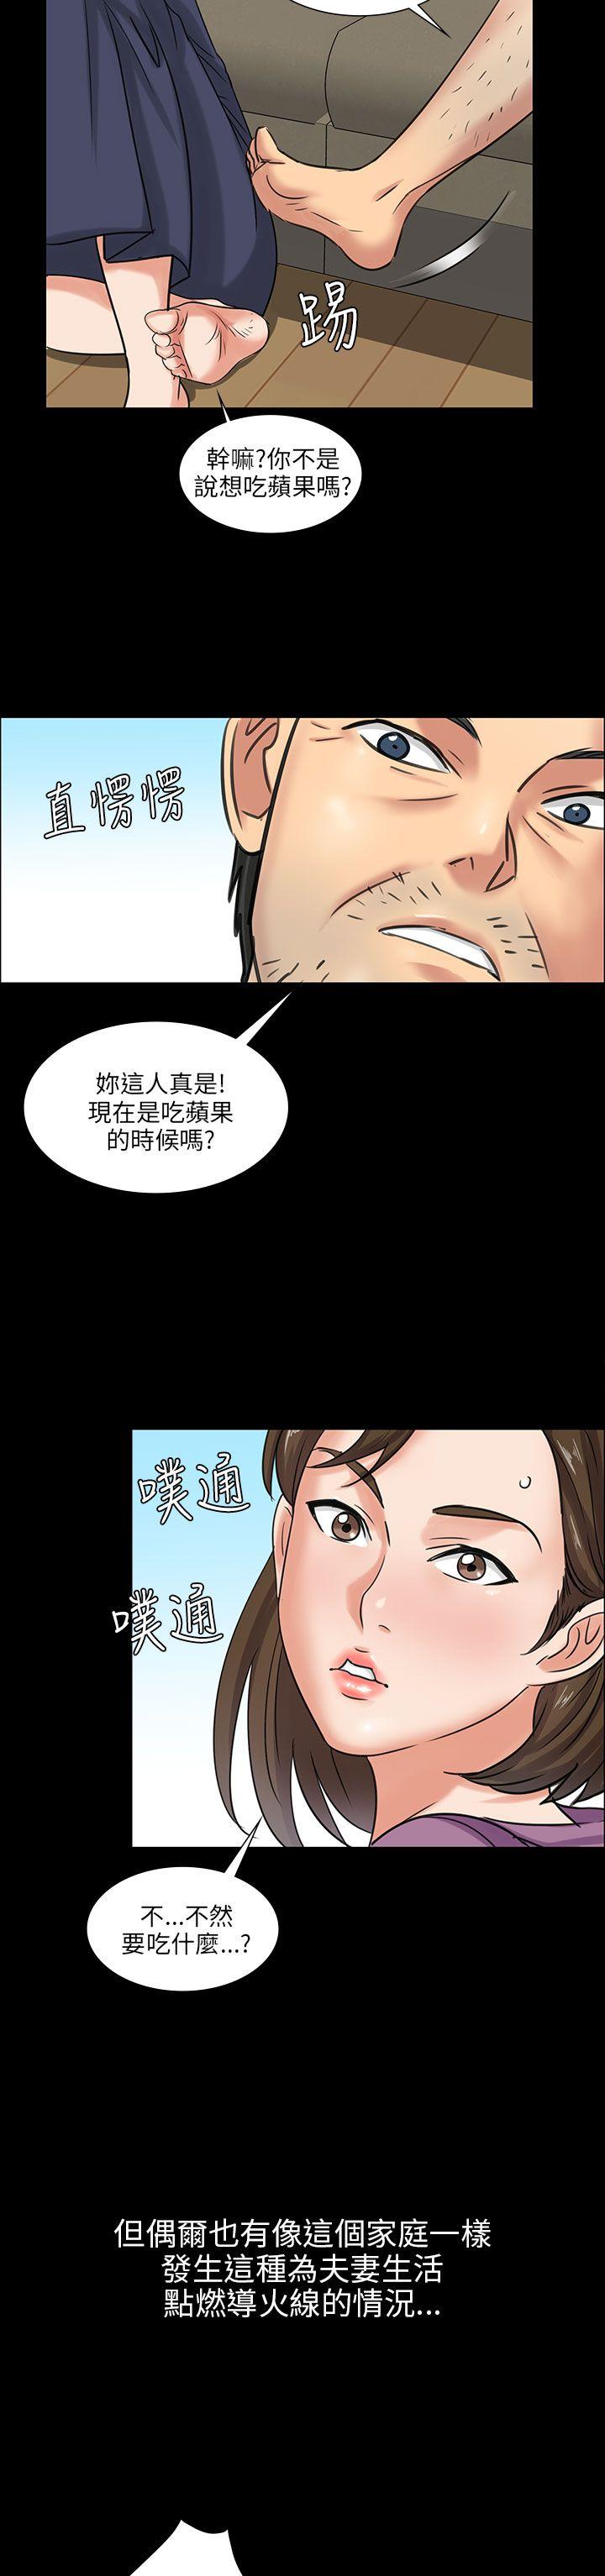 踢
幹嘛?你不是
說想吃蘋果嗎?
直愣愣
妳這人真是!
現在是吃蘋果
的時候嗎?
噗通
噗通
不...不然
要吃什麼...?
但偶爾也有像這個家庭一樣
發生這種為夫妻生活
點燃導火線的情況...